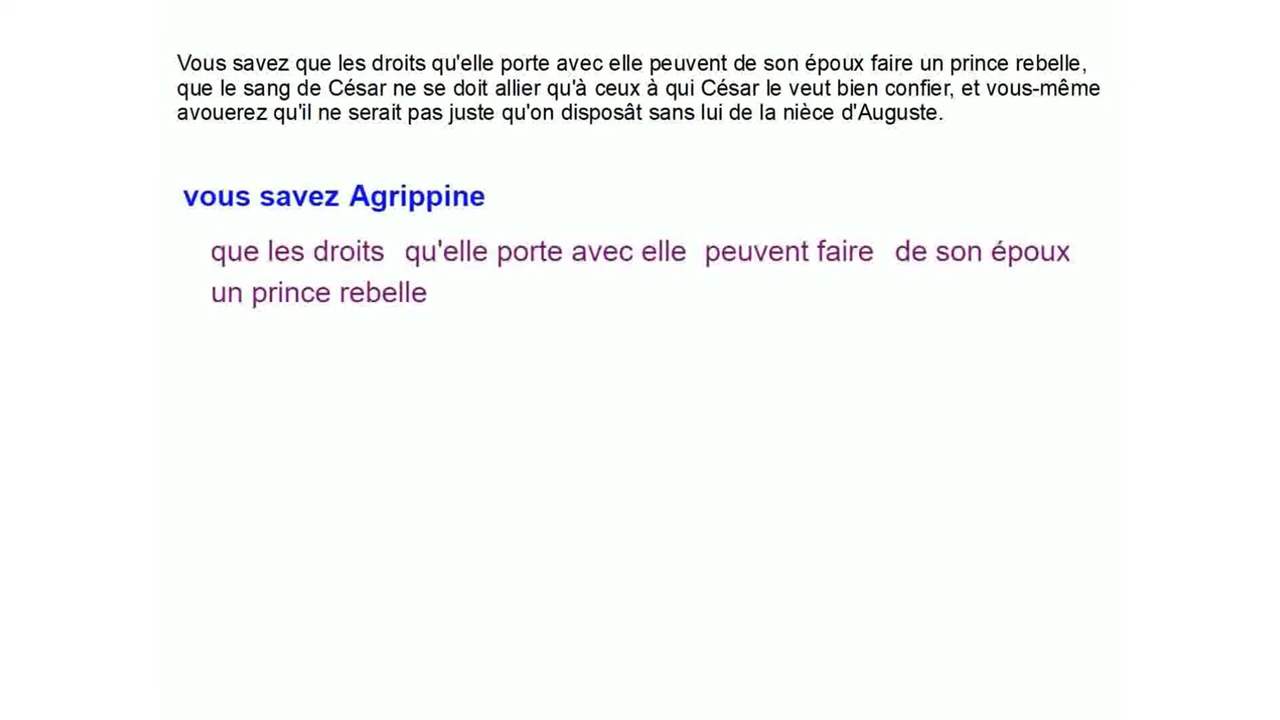 Vous savez que les droits qu'elle porte avec elle peuvent de son époux faire un prince rebelle,
que le sang de César ne se doit allier qu'à ceux à qui César le veut bien confier, et vous-même
avouerez qu'il ne serait pas juste qu'on disposât sans lui de la nièce d'Auguste.
vous savez Agrippine
que les droits qu'elle porte avec elle peuvent faire de son époux
un prince rebelle